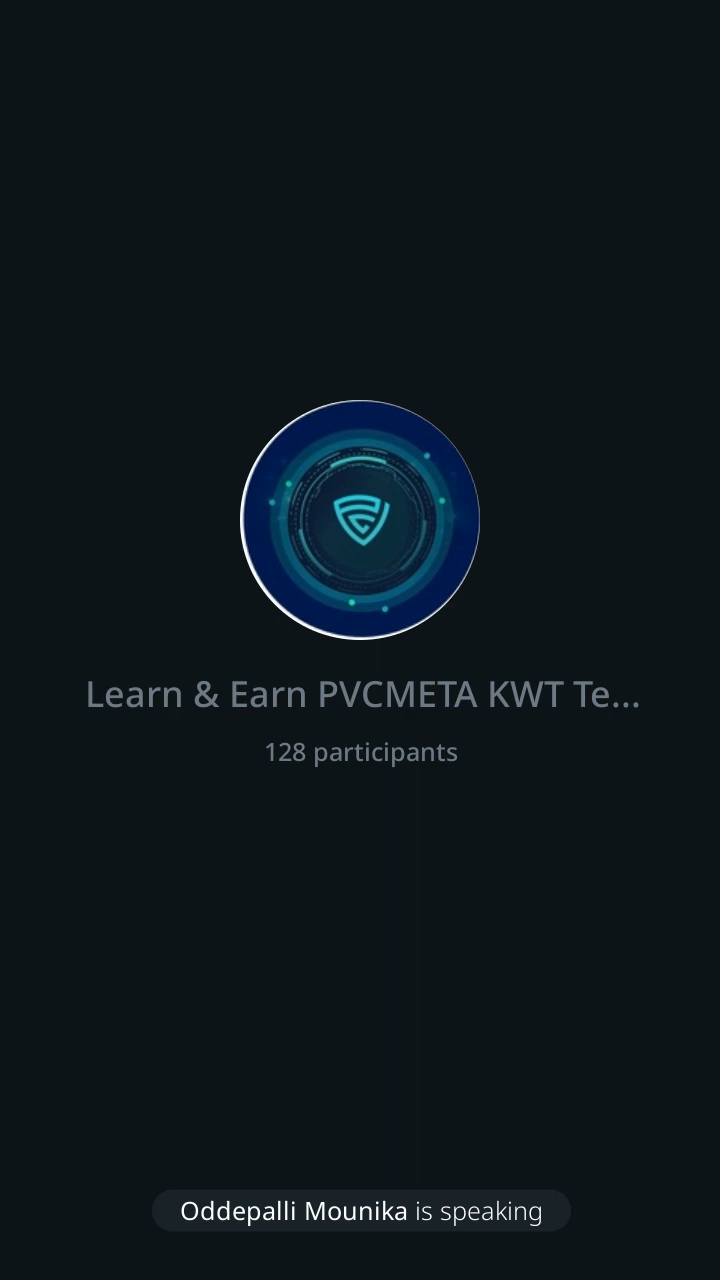 Learn & Earn PVCMETA KWT Te...
128 participants
Oddepalli Mounika is speaking